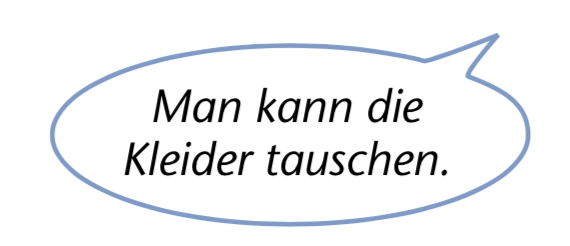 Man kann die
Kleider tauschen.